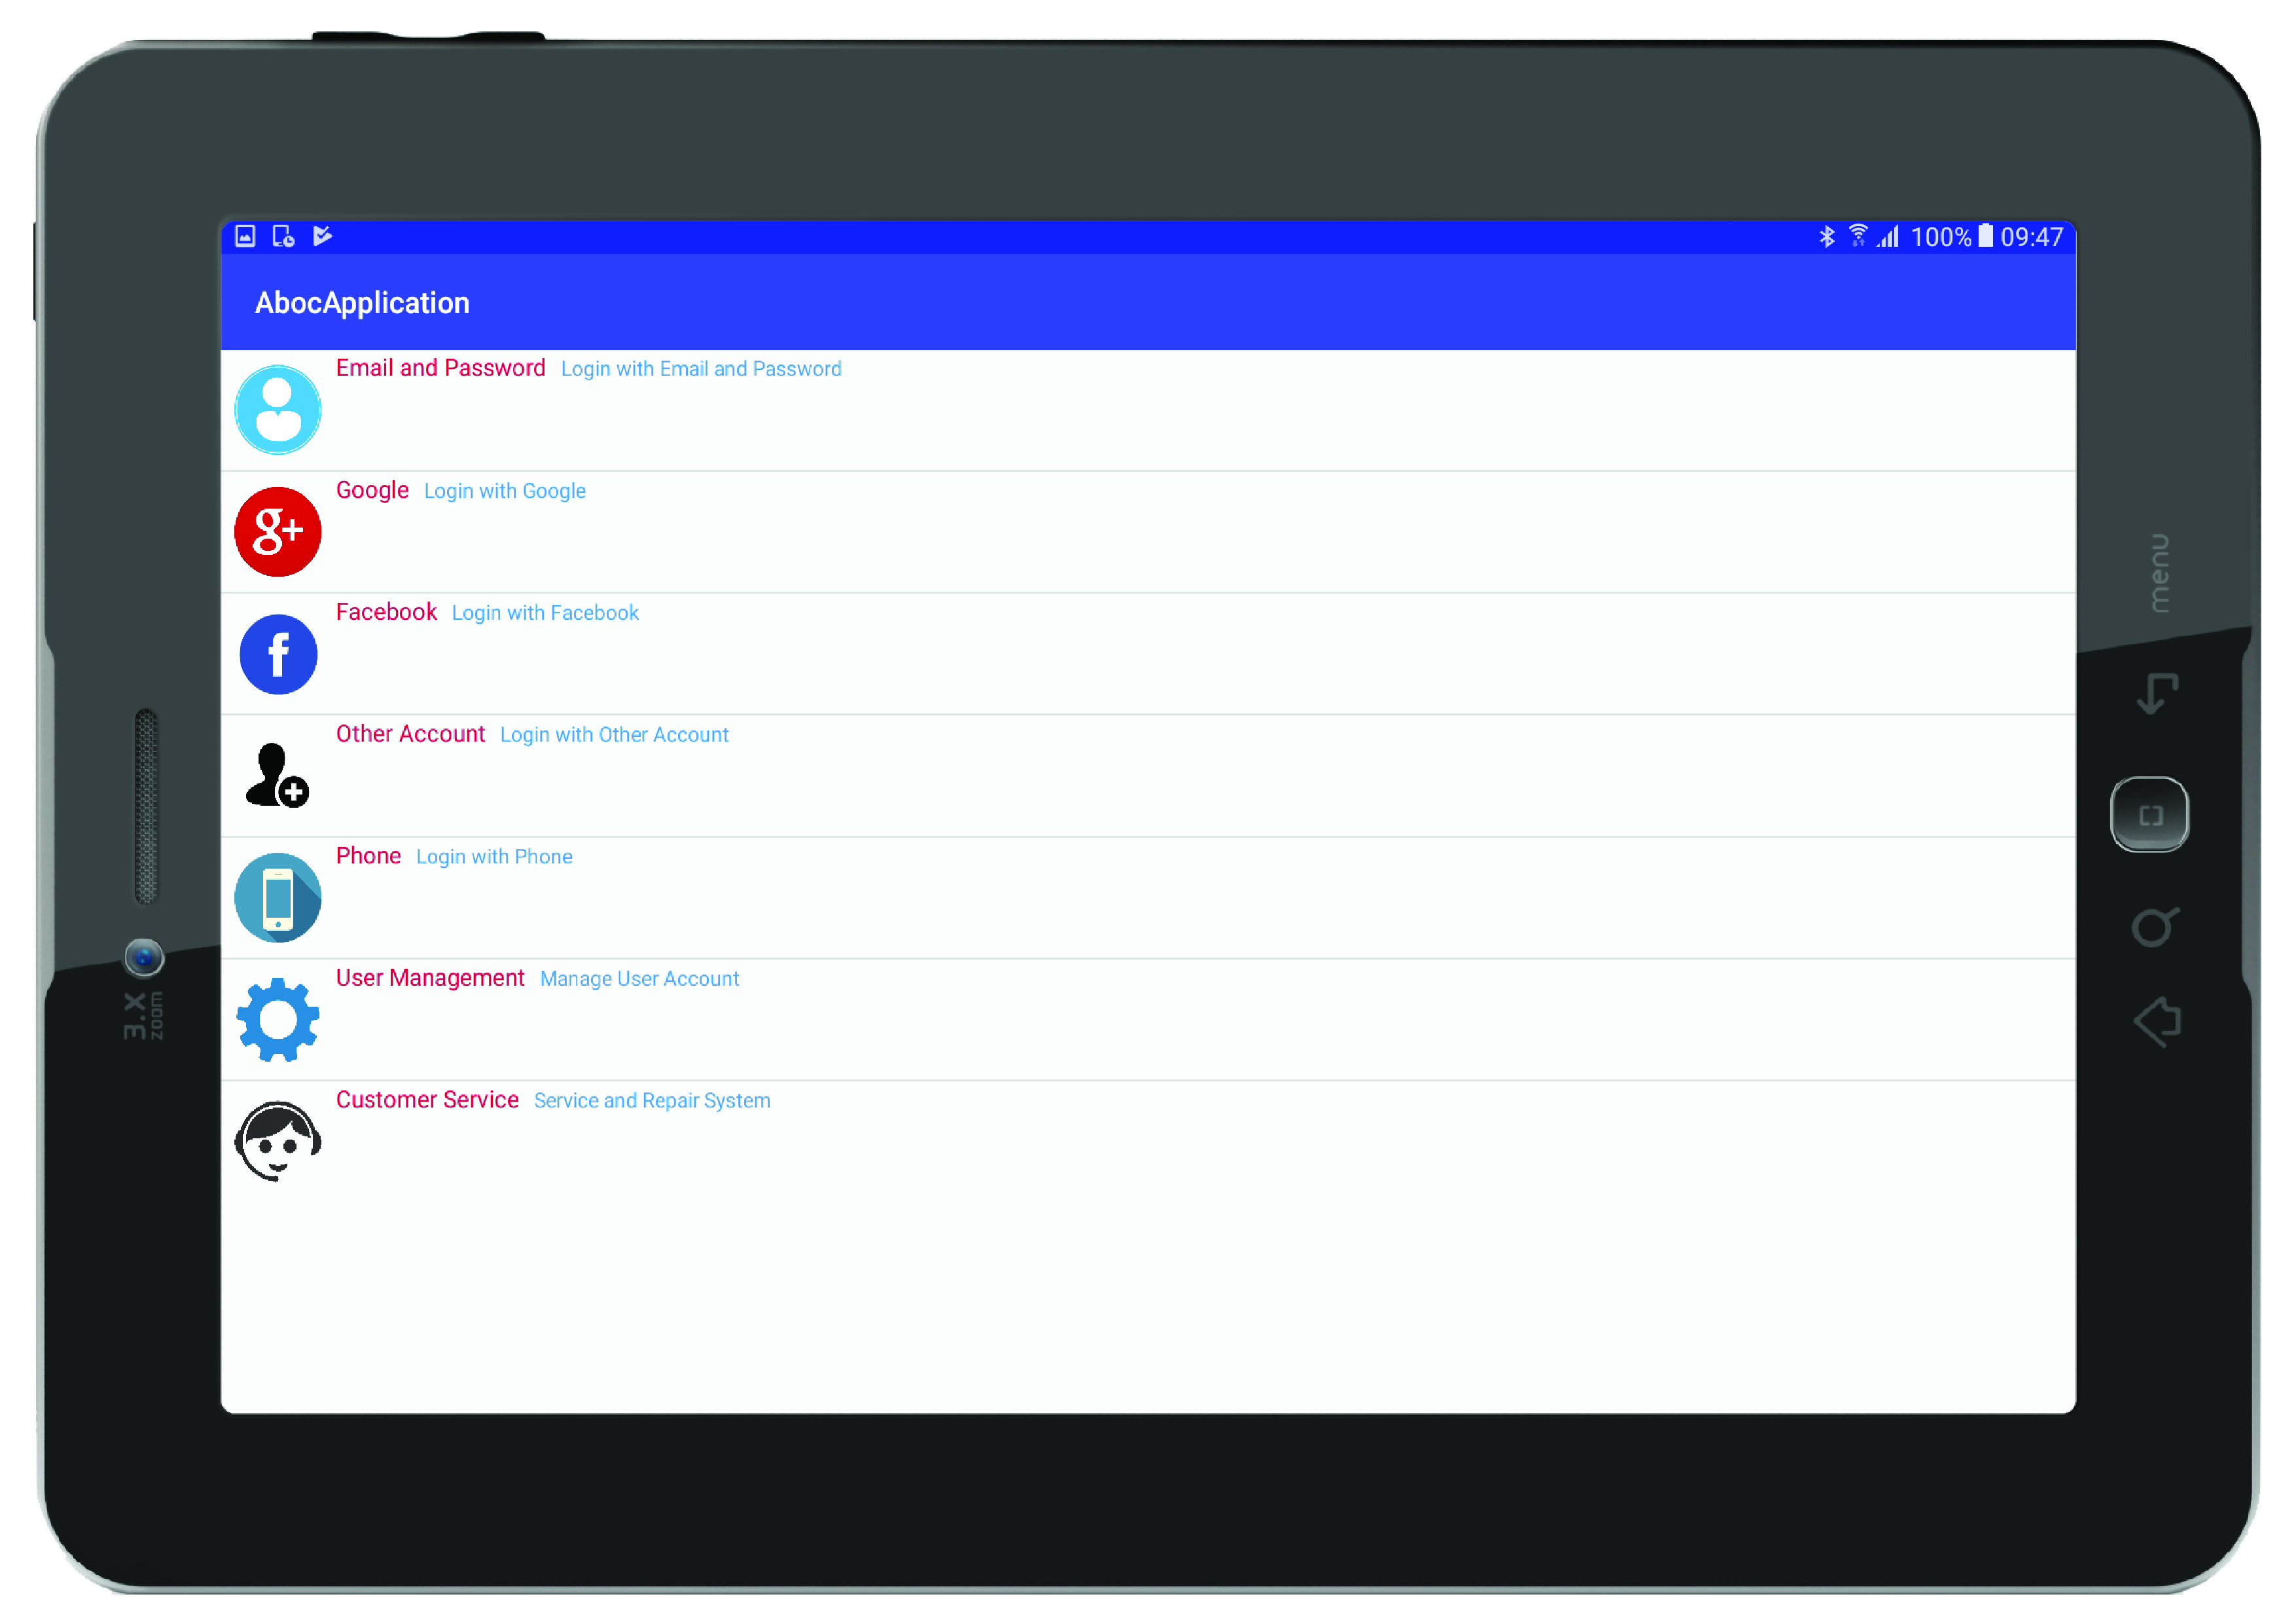 100% 09:47
AbocApplication
Email and Password Login with Email and Password
g+
Google Login with Google
f
Facebook Login with Facebook
Other Account Login with Other Account
Phone Login with Phone
User Management Manage User Account
Customer Service Service and Repair System
menu
3.X
zoom